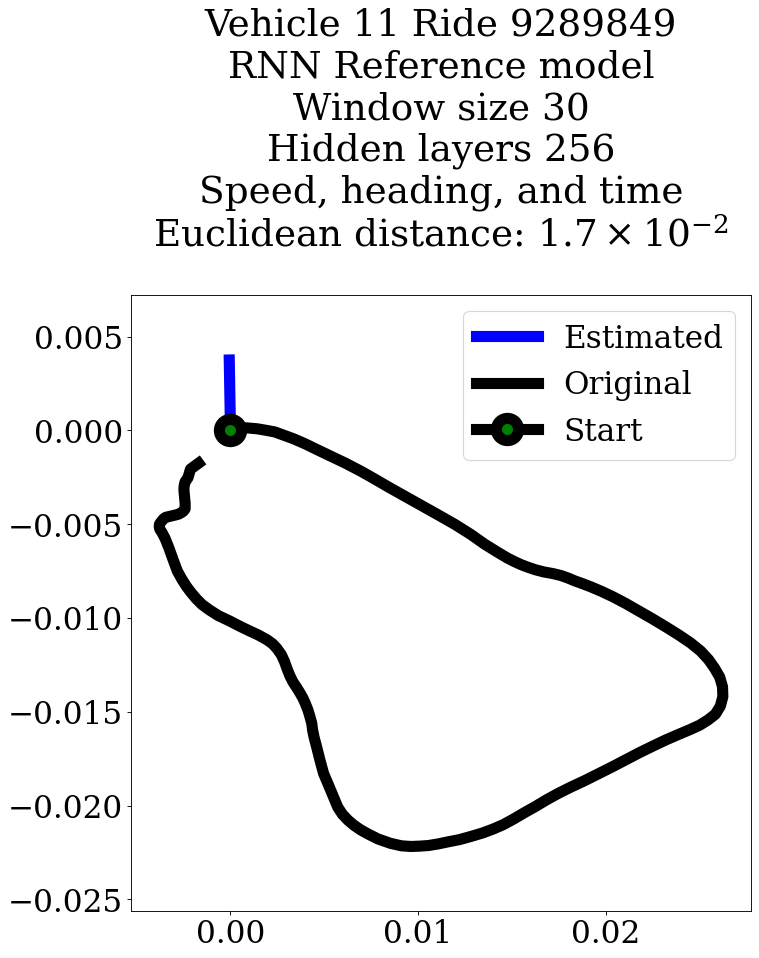 Vehicle 11 Ride 9289849
RNN Reference model
Window size 30
Hidden layers 256
Speed, heading, and time
Euclidean distance: 1.7 × 10⁻²
Estimated
Original
Start
0.005
0.000
−0.005
−0.010
−0.015
−0.020
−0.025
0.00 0.01 0.02